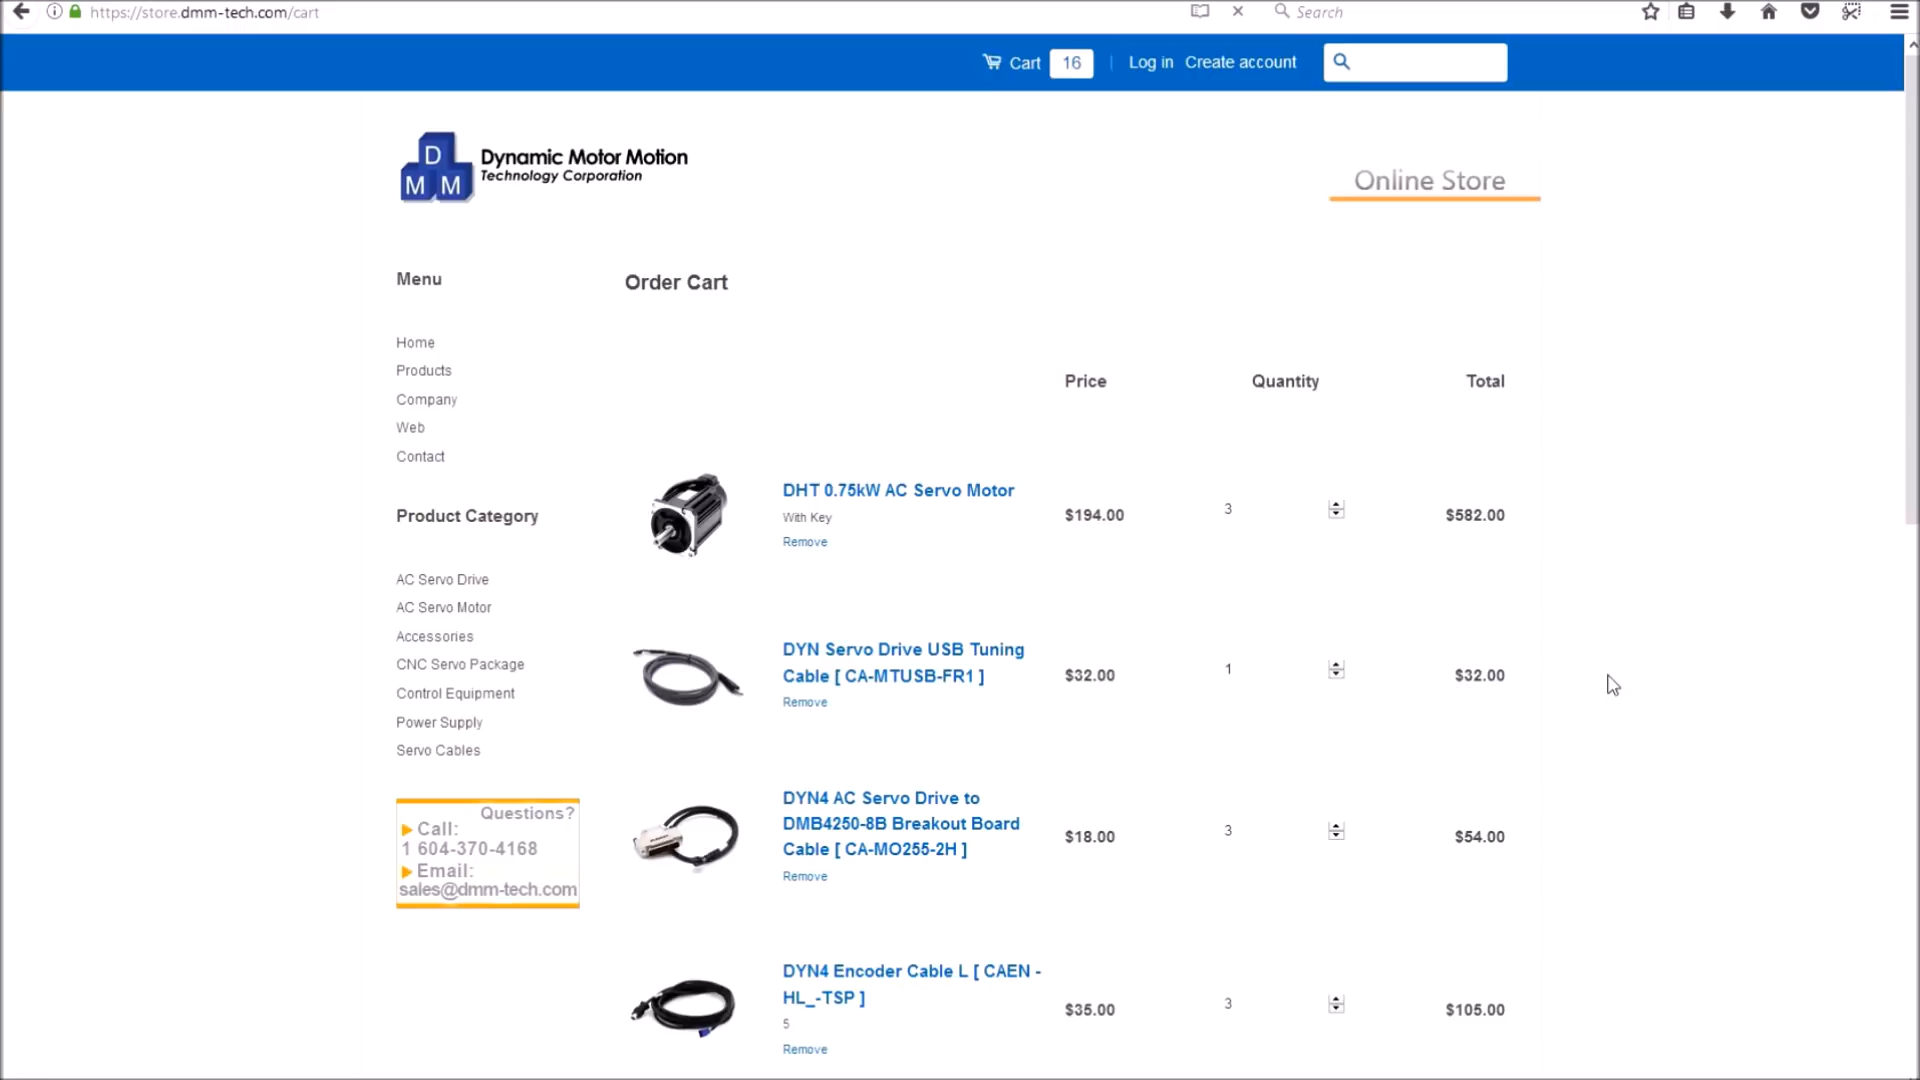 https://store.dmm-tech.com/cart
Search
Cart 16 | Log in Create account
D
M M
Dynamic Motor Motion
Technology Corporation
Online Store
Menu
Home
Products
Company
Web
Contact
Product Category
AC Servo Drive
AC Servo Motor
Accessories
CNC Servo Package
Control Equipment
Power Supply
Servo Cables
Questions?
Call:
1 604-370-4168
Email:
sales@dmm-tech.com
Order Cart
Price Quantity Total
DHT 0.75kW AC Servo Motor
With Key
Remove
$194.00 3 $582.00
DYN Servo Drive USB Tuning
Cable [ CA-MTUSB-FR1 ]
Remove
$32.00 1 $32.00
DYN4 AC Servo Drive to
DMB4250-8B Breakout Board
Cable [ CA-MO255-2H ]
Remove
$18.00 3 $54.00
DYN4 Encoder Cable L [ CAEN -
HL_-TSP ]
5
Remove
$35.00 3 $105.00